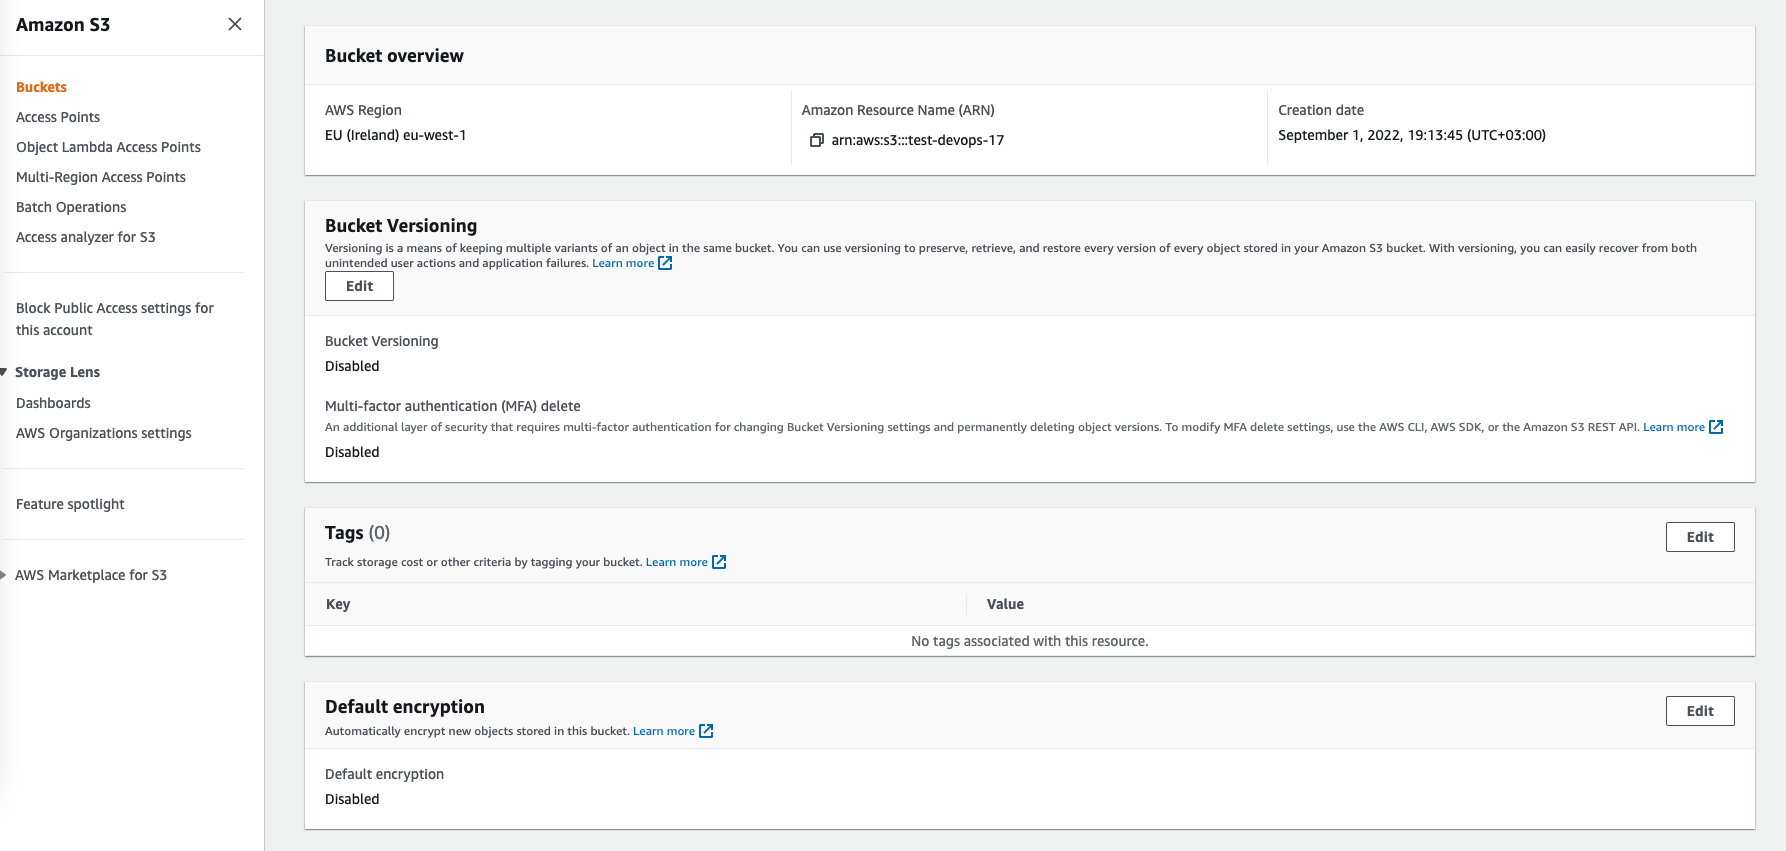 Amazon S3
Buckets
Access Points
Object Lambda Access Points
Multi-Region Access Points
Batch Operations
Access analyzer for S3
Block Public Access settings for
this account
Storage Lens
Dashboards
AWS Organizations settings
Feature spotlight
AWS Marketplace for S3
Bucket overview
AWS Region
EU (Ireland) eu-west-1
Amazon Resource Name (ARN)
arn:aws:s3:::test-devops-17
Creation date
September 1, 2022, 19:13:45 (UTC+03:00)
Bucket Versioning
Versioning is a means of keeping multiple variants of an object in the same bucket. You can use versioning to preserve, retrieve, and restore every version of every object stored in your Amazon S3 bucket. With versioning, you can easily recover from both
unintended user actions and application failures. Learn more
Edit
Bucket Versioning
Disabled
Multi-factor authentication (MFA) delete
An additional layer of security that requires multi-factor authentication for changing Bucket Versioning settings and permanently deleting object versions. To modify MFA delete settings, use the AWS CLI, AWS SDK, or the Amazon S3 REST API. Learn more
Disabled
Tags (0)
Edit
Track storage cost or other criteria by tagging your bucket. Learn more
Key Value
No tags associated with this resource.
Default encryption
Edit
Automatically encrypt new objects stored in this bucket. Learn more
Default encryption
Disabled